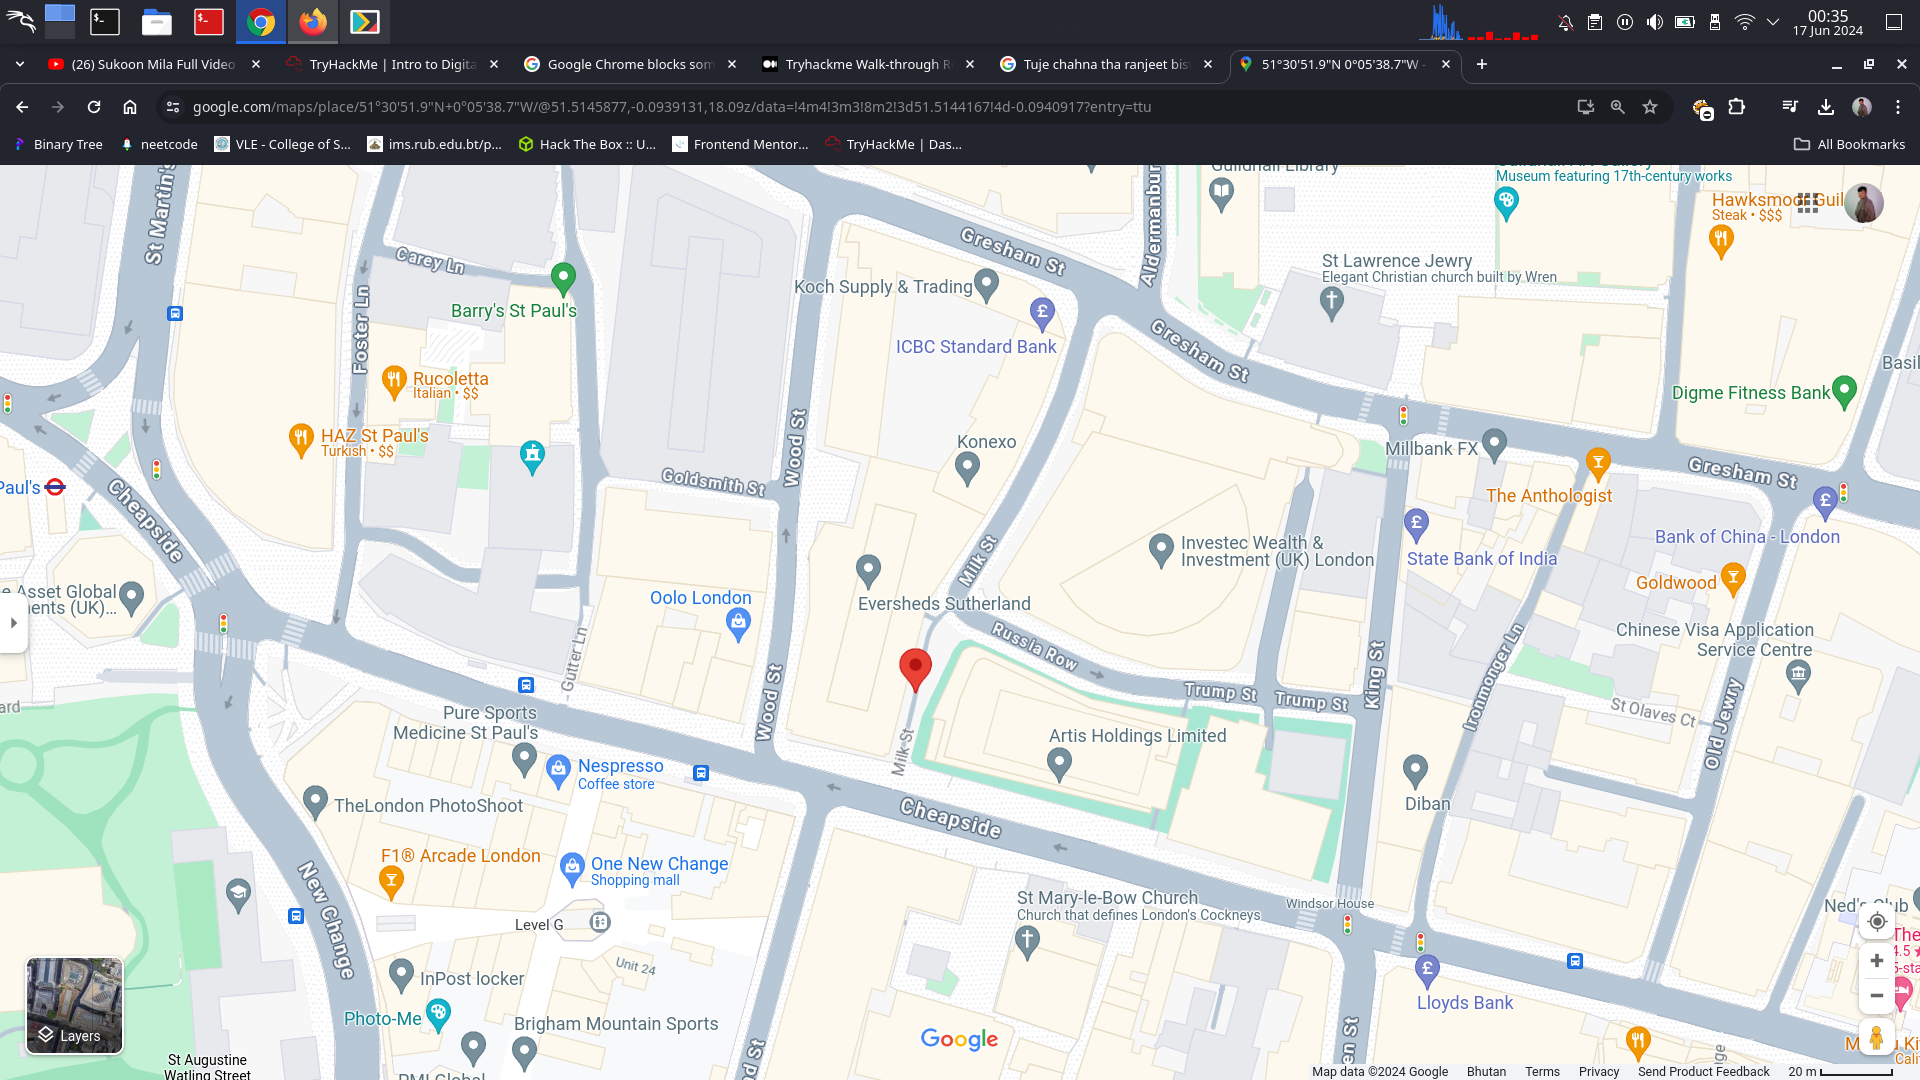 00:35
17 Jun 2024
(26) Sukoon Mila Full Video
TryHackMe | Intro to Digita
Google Chrome blocks som
Tryhackme Walk-through R
Tuje chahna tha ranjeet bis
51°30'51.9"N 0°05'38.7"W -
google.com/maps/place/51°30'51.9"N+0°05'38.7"W/@51.5145877,-0.0939131,18.09z/data=!4m4!3m3!8m2!3d51.5144167!4d-0.0940917?entry=ttu
Binary Tree
neetcode
VLE - College of S...
ims.rub.edu.bt/p...
Hack The Box :: U...
Frontend Mentor...
TryHackMe | Das...
All Bookmarks
St Martin's
Guildhall Library
Museum featuring 17th-century works
Hawksmoor Guil
Steak • $$$
Aldermanbur
Gresham St
Carey Ln
St Lawrence Jewry
Elegant Christian church built by Wren
Koch Supply & Trading
Barry's St Paul's
Foster Ln
ICBC Standard Bank
Gresham St
Basil
Rucoletta
Italian • $$
Digme Fitness Bank
HAZ St Paul's
Turkish • $$
Wood St
Konexo
Millbank FX
Gresham St
Paul's
Cheapside
Goldsmith St
The Anthologist
Bank of China - London
Milk St
Investec Wealth &
Investment (UK) London
State Bank of India
Goldwood
e Asset Global
ents (UK)...
Oolo London
Eversheds Sutherland
Russia Row
Chinese Visa Application
Service Centre
Gutter Ln
King St
Ironmonger Ln
Trump St
Trump St
St Olaves Ct
Old Jewry
ard
Wood St
Pure Sports
Medicine St Paul's
Milk St
Artis Holdings Limited
Nespresso
Coffee store
TheLondon PhotoShoot
Cheapside
Diban
F1® Arcade London
One New Change
Shopping mall
New Change
St Mary-le-Bow Church
Church that defines London's Cockneys
Windsor House
Ned's Club
Level G
The
4.5
5-sta
Unit 24
InPost locker
Lloyds Bank
Photo-Me
Brigham Mountain Sports
Layers
Google
St Augustine
Watling Street
PMI Global
Map data ©2024 Google
Bhutan
Terms
Privacy
Send Product Feedback
20 m